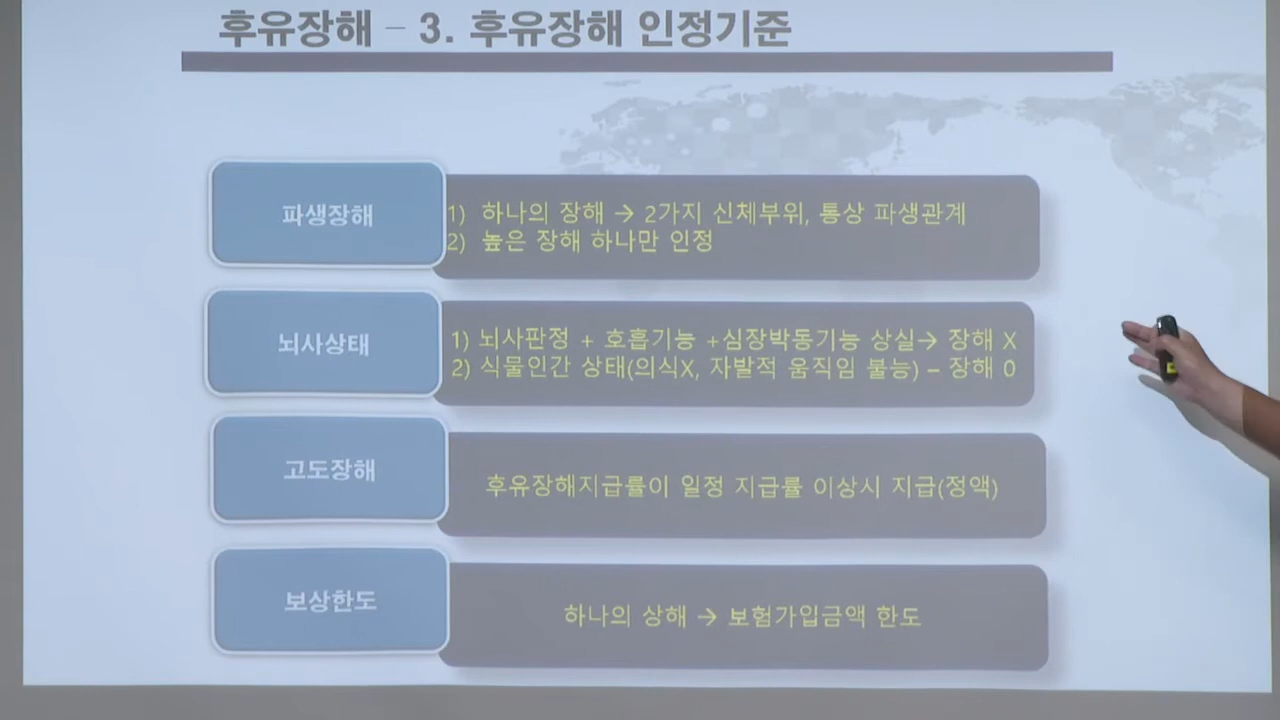 후유장해 – 3. 후유장해 인정기준
파생장해
1) 하나의 장해 → 2가지 신체부위, 통상 파생관계
2) 높은 장해 하나만 인정
뇌사상태
1) 뇌사판정 + 호흡기능 +심장박동기능 상실→ 장해 X
2) 식물인간 상태(의식X, 자발적 움직임 불능) – 장해 0
고도장해
후유장해지급률이 일정 지급률 이상시 지급(정액)
보상한도
하나의 상해 → 보험가입금액 한도